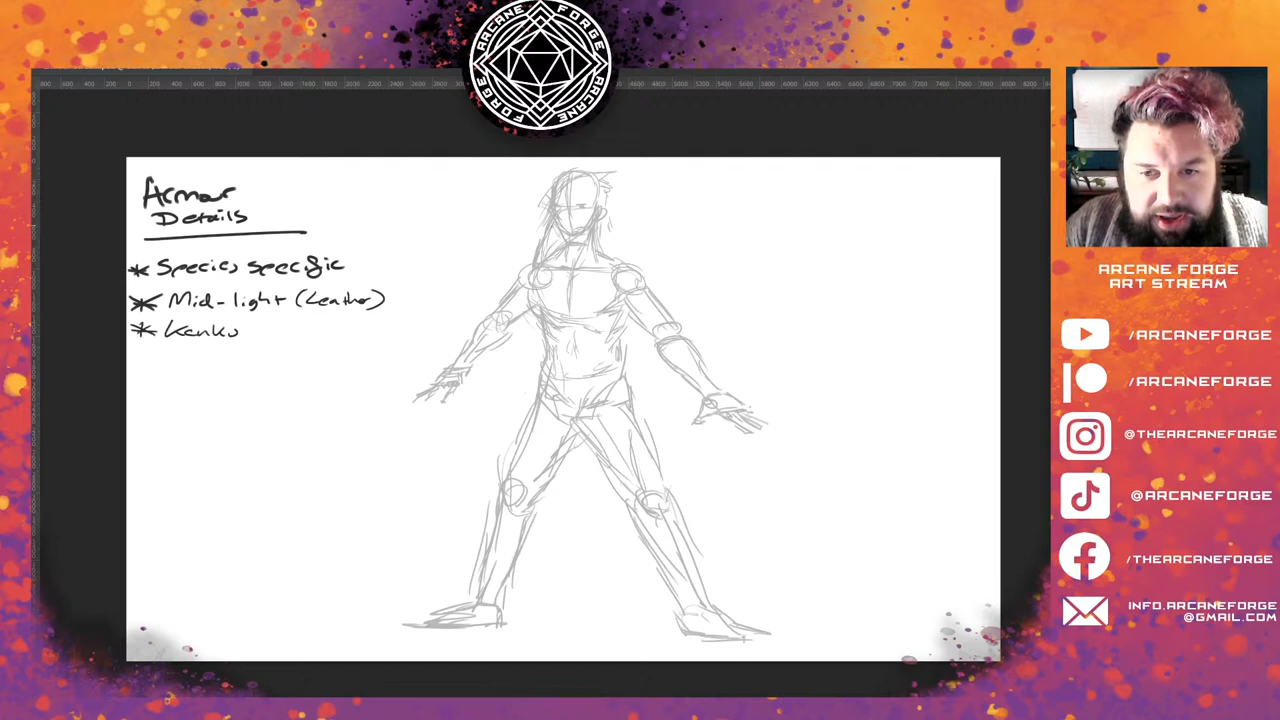 ARCANE FORGE ARCANE FORGE
Armor
Details
* Species specific
* Mid-light (Leather)
* Kenku
ARCANE FORGE
ART STREAM
/ARCANEFORGE
/ARCANEFORGE
@THEARCANEFORGE
@ARCANEFORGE
/THEARCANEFORGE
INFO.ARCANEFORGE
@GMAIL.COM